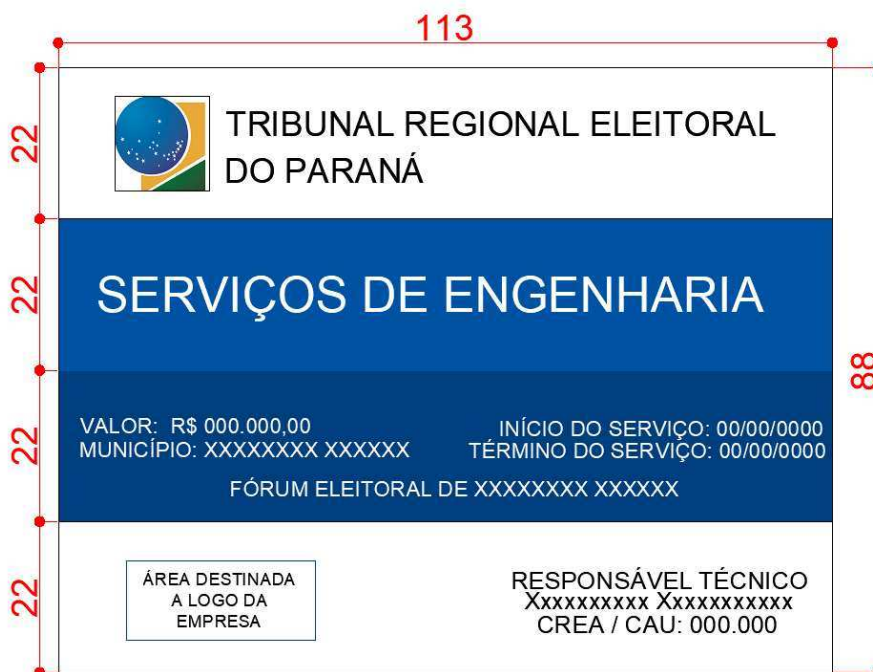 113
22
TRIBUNAL REGIONAL ELEITORAL
DO PARANÁ
22
SERVIÇOS DE ENGENHARIA
88
22
VALOR: R$ 000.000,00
MUNICÍPIO: XXXXXXXX XXXXXX
INÍCIO DO SERVIÇO: 00/00/0000
TÉRMINO DO SERVIÇO: 00/00/0000
FÓRUM ELEITORAL DE XXXXXXXX XXXXXX
22
ÁREA DESTINADA
A LOGO DA
EMPRESA
RESPONSÁVEL TÉCNICO
Xxxxxxxxxx Xxxxxxxxxxx
CREA / CAU: 000.000